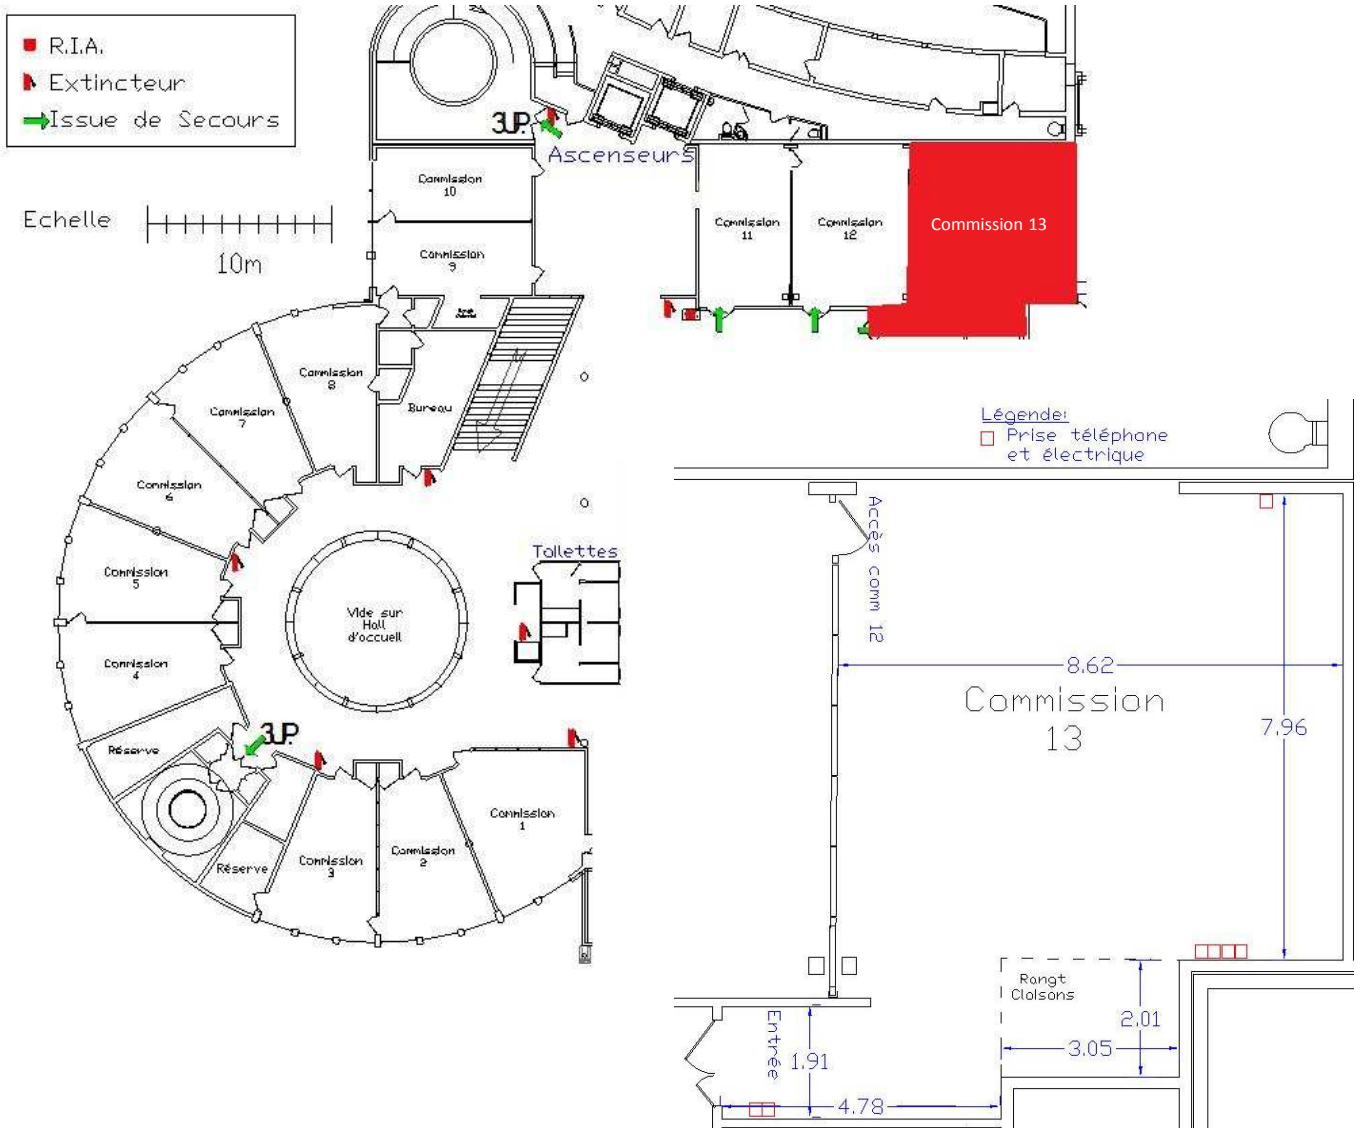 R.I.A.
Extincteur
Issue de Secours
3U.P.
Ascenseurs
Echelle
10m
Commission
10
Commission
9
Commission
11
Commission
12
Commission 13
Commission
8
Commission
7
Bureau
Commission
6
Commission
5
Commission
4
Vide sur
Hall
d'accueil
Toilettes
Réserve
3U.P.
Réserve
Commission
3
Commission
2
Commission
1
Légende:
Prise téléphone
et électrique
Accès comm 12
8.62
Commission
13
7.96
Rangt
Cloisons
2.01
3.05
Entrée
1.91
4.78